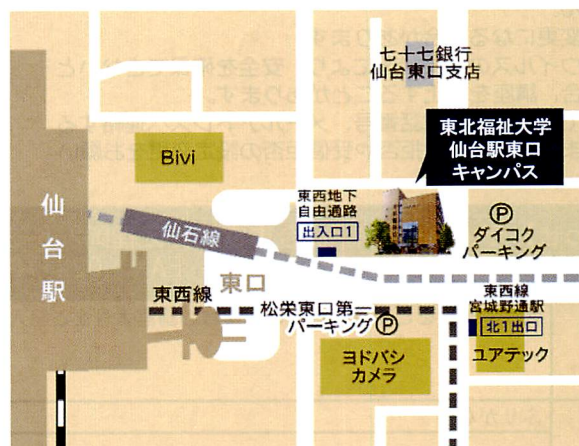 七十七銀行
仙台東口支店
東北福祉大学
仙台駅東口
キャンパス
Bivi
東西地下
自由通路
出入口1
P
ダイコク
パーキング
仙石線
仙台駅
東口
東西線
松栄東口第一
パーキング P
東西線
宮城野通駅
北1出口
ヨドバシ
カメラ
ユアテック